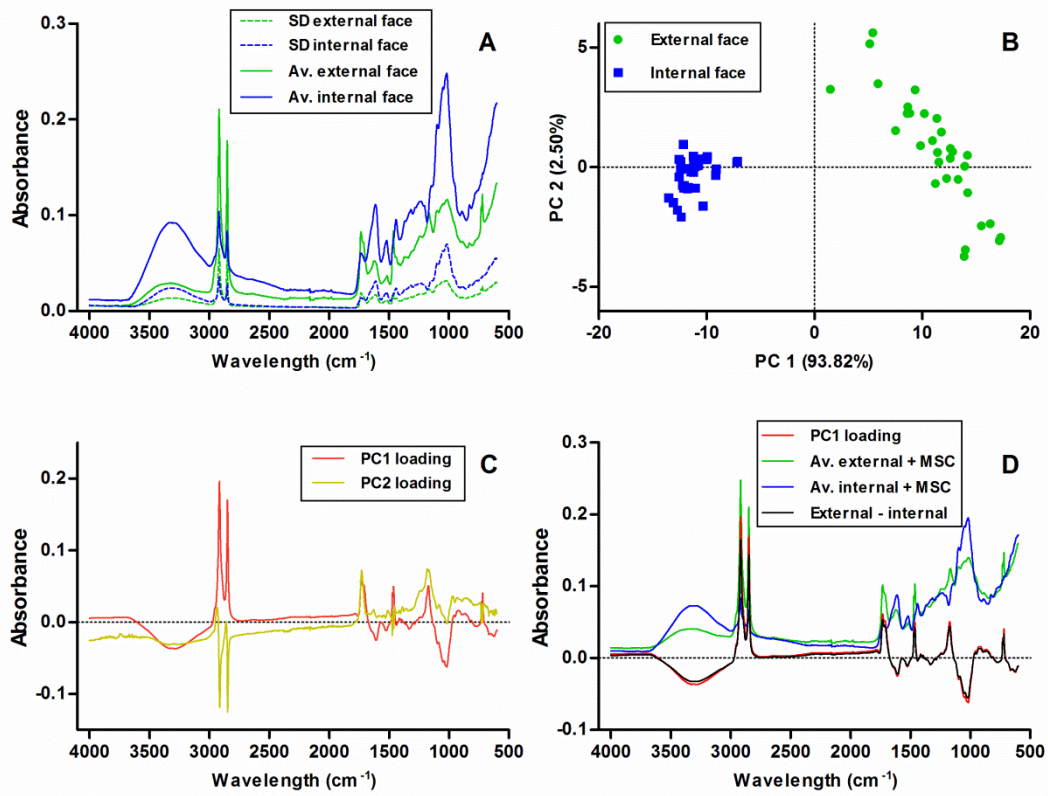 A
SD external face
SD internal face
Av. external face
Av. internal face
Absorbance
0.3
0.2
0.1
0.0
4000 3500 3000 2500 2000 1500 1000 500
Wavelength (cm-1)
B
External face
Internal face
PC 2 (2.50%)
5
0
-5
-20 -10 0 10 20
PC 1 (93.82%)
C
PC1 loading
PC2 loading
Absorbance
0.2
0.1
0.0
-0.1
4000 3500 3000 2500 2000 1500 1000 500
Wavelength (cm-1)
D
PC1 loading
Av. external + MSC
Av. internal + MSC
External - internal
Absorbance
0.3
0.2
0.1
0.0
-0.1
4000 3500 3000 2500 2000 1500 1000 500
Wavelength (cm-1)